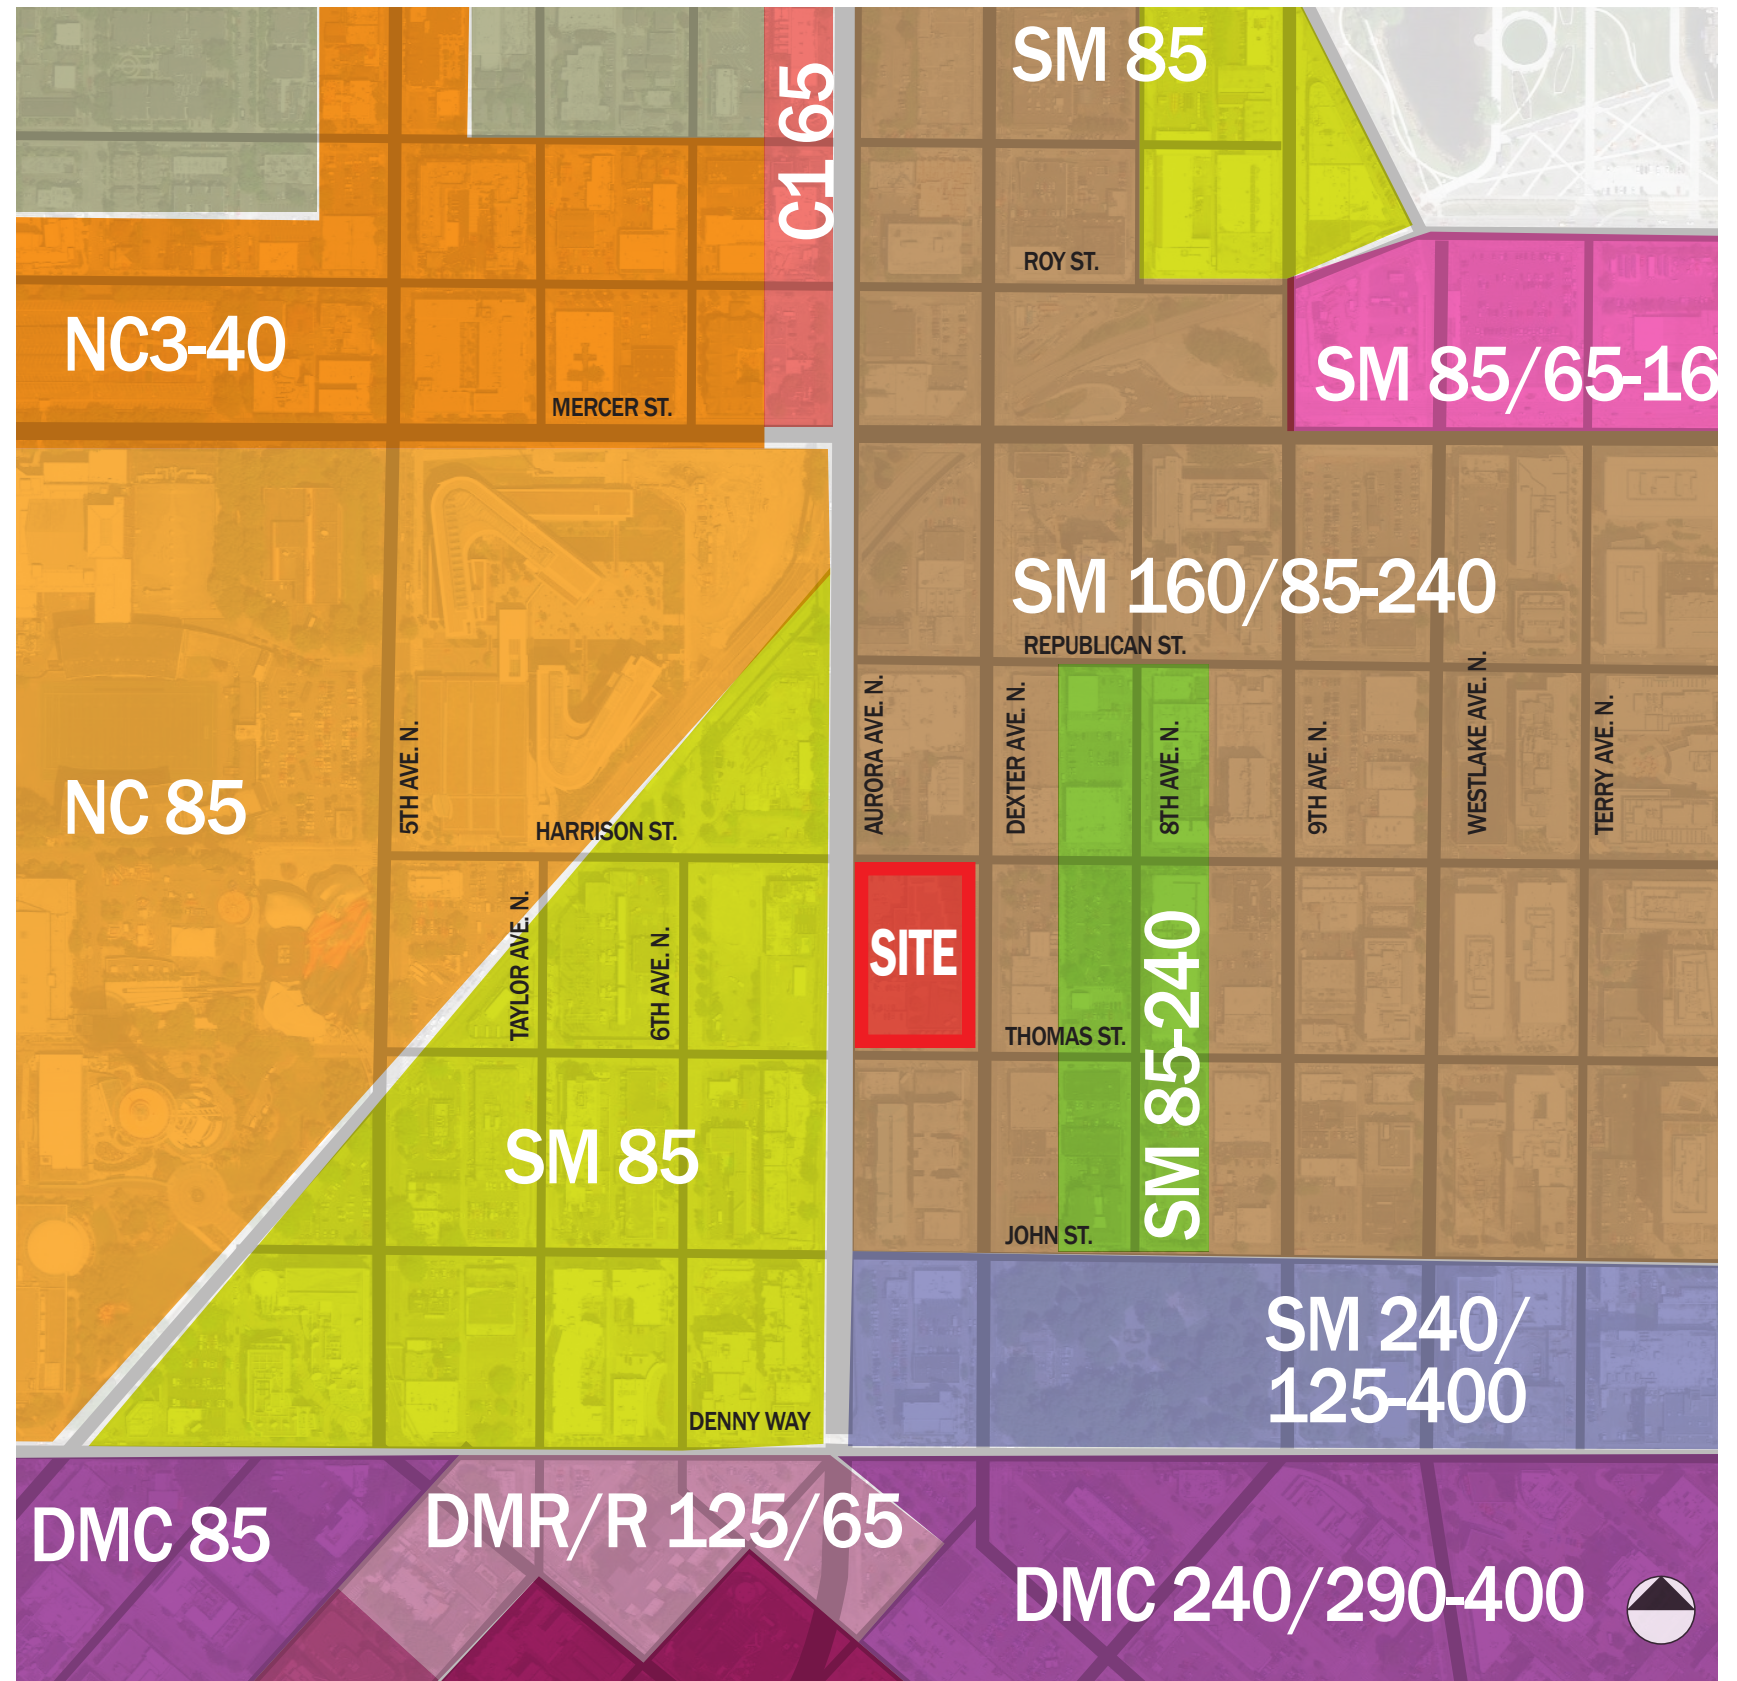 SM 85
C1 65
ROY ST.
NC3-40
SM 85/65-16
MERCER ST.
SM 160/85-240
REPUBLICAN ST.
AURORA AVE. N.
DEXTER AVE. N.
8TH AVE. N.
9TH AVE. N.
WESTLAKE AVE. N.
TERRY AVE. N.
5TH AVE. N.
NC 85
HARRISON ST.
TAYLOR AVE. N.
6TH AVE. N.
SITE
SM 85-240
THOMAS ST.
SM 85
JOHN ST.
SM 240/
125-400
DENNY WAY
DMC 85
DMR/R 125/65
DMC 240/290-400